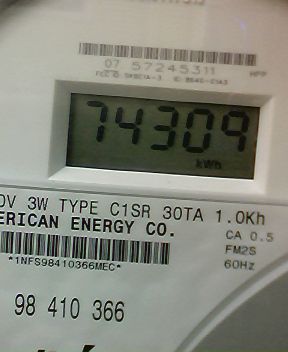 07 57245311 HPP
74309
kWh
0V 3W TYPE C1SR 30TA 1.0Kh
ERICAN ENERGY CO.
CA 0.5
FM2S
60Hz
*1NFS98410366MEC*
98 410 366